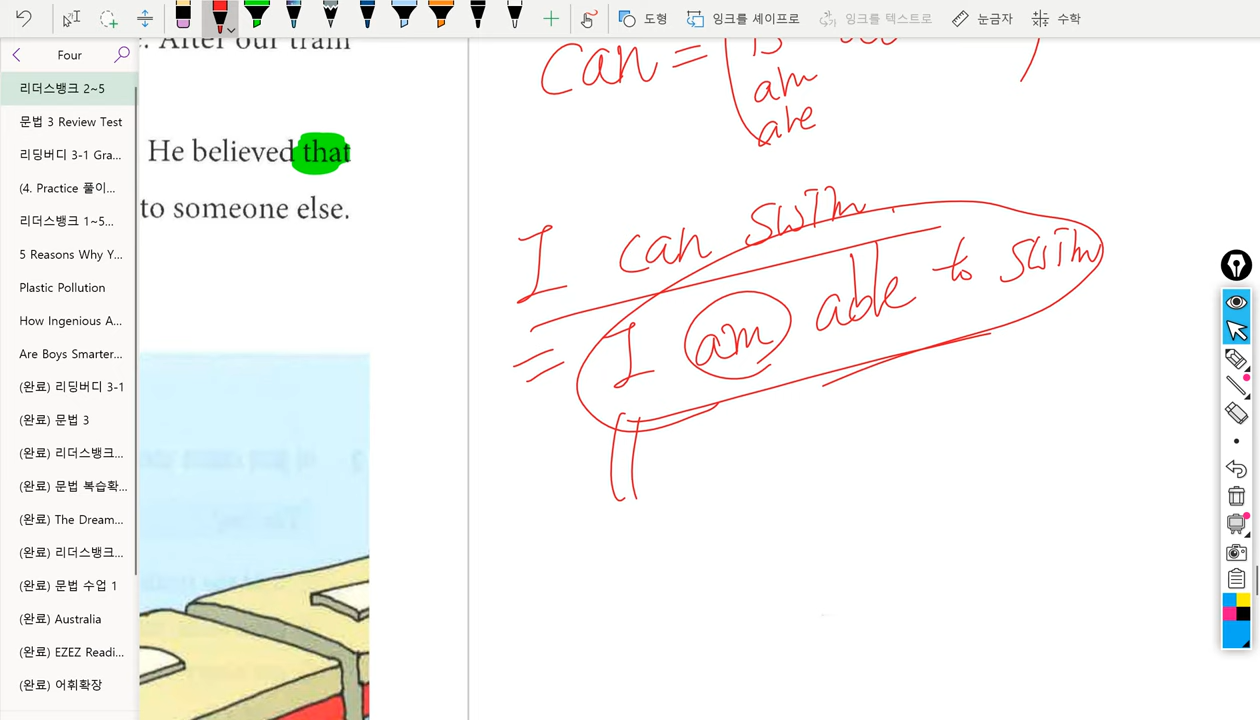 도형
잉크를 셰이프로
잉크를 텍스트로
눈금자
수학
Four
리더스뱅크 2~5
문법 3 Review Test
리딩버디 3-1 Gra...
(4. Practice 풀이...
리더스뱅크 1~5...
5 Reasons Why Y...
Plastic Pollution
How Ingenious A...
Are Boys Smarter...
(완료) 리딩버디 3-1
(완료) 문법 3
(완료) 리더스뱅크...
(완료) 문법 복습확...
(완료) The Dream...
(완료) 리더스뱅크...
(완료) 문법 수업 1
(완료) Australia
(완료) EZEZ Readi...
(완료) 어휘확장
. After our train
He believed that
to someone else.
can = ( is
am
are
I can swim.
= I am able to swim